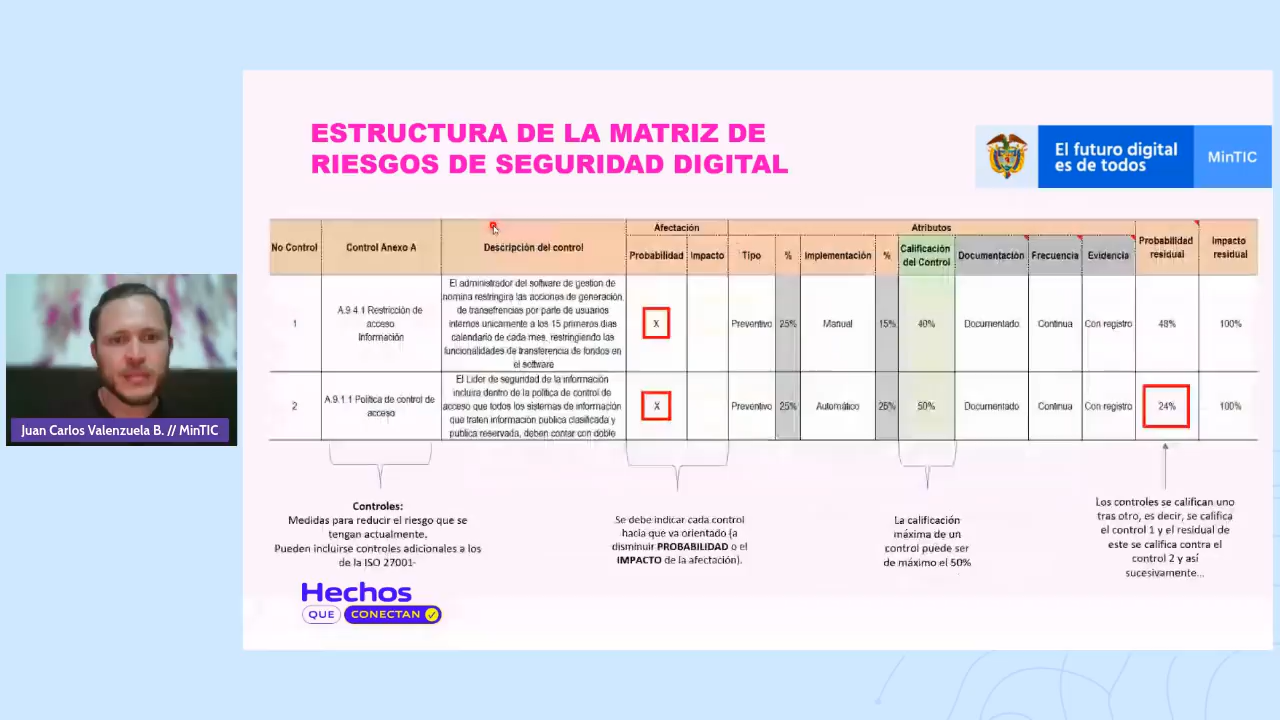 ESTRUCTURA DE LA MATRIZ DE
RIESGOS DE SEGURIDAD DIGITAL
El futuro digital
es de todos
MinTIC
No Control
Control Anexo A
Descripción del control
Afectación
Probabilidad
Impacto
Atributos
Tipo
%
Implementación
%
Calificación
del Control
Documentación
Frecuencia
Evidencia
Probabilidad
residual
Impacto
residual
1
A.9.4.1 Restricción de
acceso
Información
El administrador del software de gestion de
nomina restringira las acciones de generación
de transefrencias por parte de usuarios
internos unicamente a los 15 primeros dias
calendario de cada mes, restringiendo las
funcionalidades de transferencia de fondos en
el software
X
Preventivo
25%
Manual
15%
40%
Documentado
Continua
Con registro
48%
100%
2
A.9.1.1 Política de control de
acceso
El Lider de seguridad de la información
incluira dentro de la politica de control de
acceso que todos los sistemas de información
que traten información publica clasificada y
publica reservada, deben contar con doble
X
Preventivo
25%
Automático
25%
50%
Documentado
Continua
Con registro
24%
100%
Controles:
Medidas para reducir el riesgo que se
tengan actualmente.
Pueden incluirse controles adicionales a los
de la ISO 27001-
Se debe indicar cada control
hacia que va orientado (a
disminuir PROBABILIDAD o el
IMPACTO de la afectación).
La calificación
máxima de un
control puede ser
de máximo el 50%
Los controles se califican uno
tras otro, es decir, se califica
el control 1 y el residual de
este se califica contra el
control 2 y así
sucesivamente...
Juan Carlos Valenzuela B. // MinTIC
Hechos
QUE CONECTAN